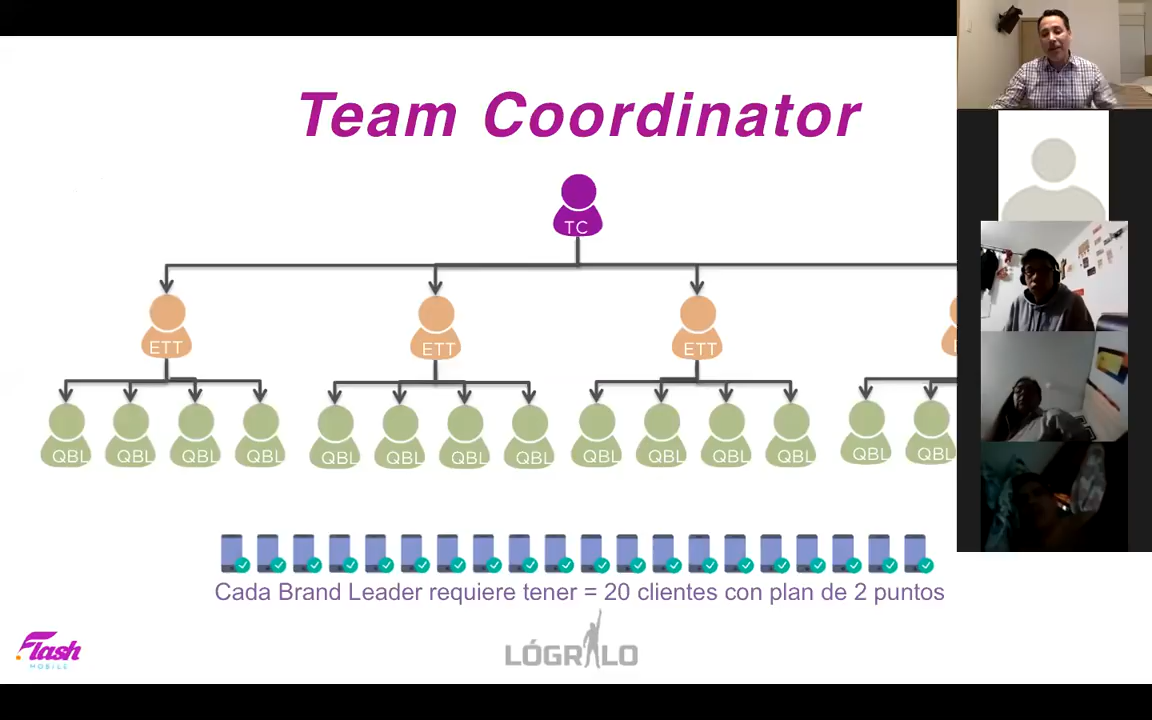 Team Coordinator
TC
ETT
ETT
ETT
QBL
QBL
QBL
QBL
QBL
QBL
QBL
QBL
QBL
QBL
QBL
QBL
QBL
QBL
Cada Brand Leader requiere tener = 20 clientes con plan de 2 puntos
Flash
MOBILE
LÓGRALO